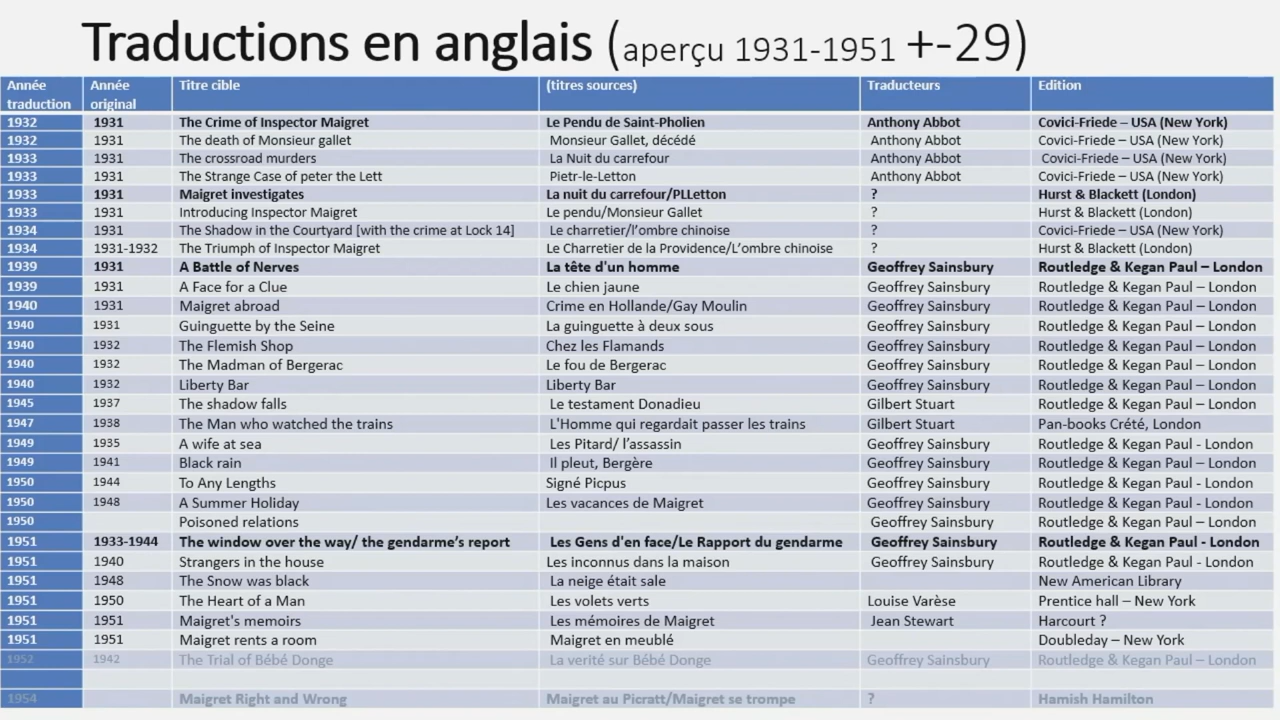 Traductions en anglais (aperçu 1931-1951 +-29)
Année traduction Année original Titre cible (titres sources) Traducteurs Edition
1932 1931 The Crime of Inspector Maigret Le Pendu de Saint-Pholien Anthony Abbot Covici-Friede – USA (New York)
1932 1931 The death of Monsieur gallet Monsieur Gallet, décédé Anthony Abbot Covici-Friede – USA (New York)
1933 1931 The crossroad murders La Nuit du carrefour Anthony Abbot Covici-Friede – USA (New York)
1933 1931 The Strange Case of peter the Lett Pietr-le-Letton Anthony Abbot Covici-Friede – USA (New York)
1933 1931 Maigret investigates La nuit du carrefour/PLLetton ? Hurst & Blackett (London)
1933 1931 Introducing Inspector Maigret Le pendu/Monsieur Gallet ? Hurst & Blackett (London)
1934 1931 The Shadow in the Courtyard [with the crime at Lock 14] Le charretier/l’ombre chinoise ? Covici-Friede – USA (New York)
1934 1931-1932 The Triumph of Inspector Maigret Le Charretier de la Providence/L’ombre chinoise ? Hurst & Blackett (London)
1939 1931 A Battle of Nerves La tête d'un homme Geoffrey Sainsbury Routledge & Kegan Paul – London
1939 1931 A Face for a Clue Le chien jaune Geoffrey Sainsbury Routledge & Kegan Paul – London
1940 1931 Maigret abroad Crime en Hollande/Gay Moulin Geoffrey Sainsbury Routledge & Kegan Paul – London
1940 1931 Guinguette by the Seine La guinguette à deux sous Geoffrey Sainsbury Routledge & Kegan Paul – London
1940 1932 The Flemish Shop Chez les Flamands Geoffrey Sainsbury Routledge & Kegan Paul – London
1940 1932 The Madman of Bergerac Le fou de Bergerac Geoffrey Sainsbury Routledge & Kegan Paul – London
1940 1932 Liberty Bar Liberty Bar Geoffrey Sainsbury Routledge & Kegan Paul – London
1945 1937 The shadow falls Le testament Donadieu Gilbert Stuart Routledge & Kegan Paul – London
1947 1938 The Man who watched the trains L'Homme qui regardait passer les trains Gilbert Stuart Pan-books Crété, London
1949 1935 A wife at sea Les Pitard/ l’assassin Geoffrey Sainsbury Routledge & Kegan Paul - London
1949 1941 Black rain Il pleut, Bergère Geoffrey Sainsbury Routledge & Kegan Paul – London
1950 1944 To Any Lengths Signé Picpus Geoffrey Sainsbury Routledge & Kegan Paul - London
1950 1948 A Summer Holiday Les vacances de Maigret Geoffrey Sainsbury Routledge & Kegan Paul - London
1950 Poisoned relations Geoffrey Sainsbury Routledge & Kegan Paul – London
1951 1933-1944 The window over the way/ the gendarme’s report Les Gens d'en face/Le Rapport du gendarme Geoffrey Sainsbury Routledge & Kegan Paul - London
1951 1940 Strangers in the house Les inconnus dans la maison Geoffrey Sainsbury Routledge & Kegan Paul - London
1951 1948 The Snow was black La neige était sale New American Library
1951 1950 The Heart of a Man Les volets verts Louise Varèse Prentice hall – New York
1951 1951 Maigret's memoirs Les mémoires de Maigret Jean Stewart Harcourt ?
1951 1951 Maigret rents a room Maigret en meublé Doubleday – New York
1952 1942 The Trial of Bébé Donge La verité sur Bébé Donge Geoffrey Sainsbury Routledge & Kegan Paul – London
1954 Maigret Right and Wrong Maigret au Picratt/Maigret se trompe ? Hamish Hamilton